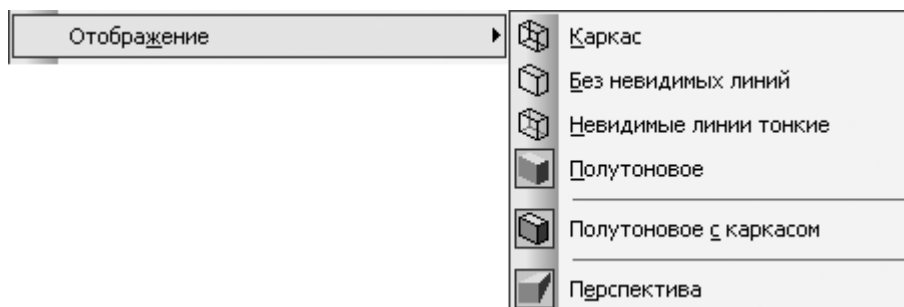 Отображение
Каркас
Без невидимых линий
Невидимые линии тонкие
Полутоновое
Полутоновое с каркасом
Перспектива